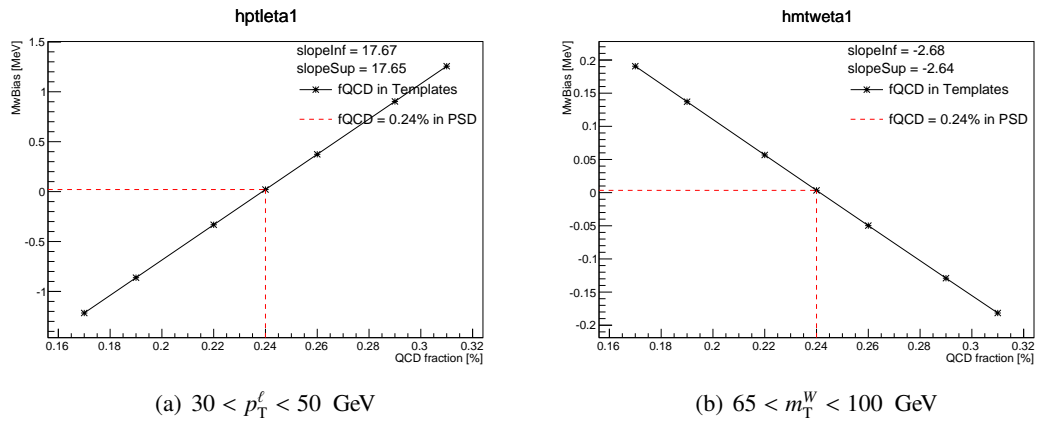 hptleta1
MwBias [MeV]
1.5
1
0.5
0
-0.5
-1
slopeInf = 17.67
slopeSup = 17.65
fQCD in Templates
fQCD = 0.24% in PSD
0.16 0.18 0.2 0.22 0.24 0.26 0.28 0.3 0.32
QCD fraction [%]
(a) 30 < p_T^ℓ < 50 GeV
hmtweta1
MwBias [MeV]
0.2
0.15
0.1
0.05
0
-0.05
-0.1
-0.15
-0.2
slopeInf = -2.68
slopeSup = -2.64
fQCD in Templates
fQCD = 0.24% in PSD
0.16 0.18 0.2 0.22 0.24 0.26 0.28 0.3 0.32
QCD fraction [%]
(b) 65 < m_T^W < 100 GeV